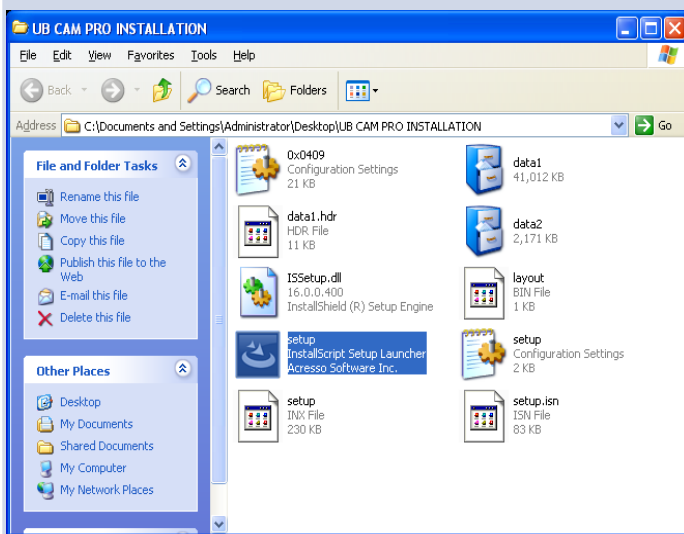 UB CAM PRO INSTALLATION
File Edit View Favorites Tools Help
Back Search Folders
Address C:\Documents and Settings\Administrator\Desktop\UB CAM PRO INSTALLATION Go
File and Folder Tasks
Rename this file
Move this file
Copy this file
Publish this file to the
Web
E-mail this file
Delete this file
Other Places
Desktop
My Documents
Shared Documents
My Computer
My Network Places
0x0409
Configuration Settings
21 KB
data1
41,012 KB
data1.hdr
HDR File
11 KB
data2
2,171 KB
ISSetup.dll
16.0.0.400
InstallShield (R) Setup Engine
layout
BIN File
1 KB
setup
InstallScript Setup Launcher
Acresso Software Inc.
setup
Configuration Settings
2 KB
setup
INX File
230 KB
setup.isn
ISN File
83 KB